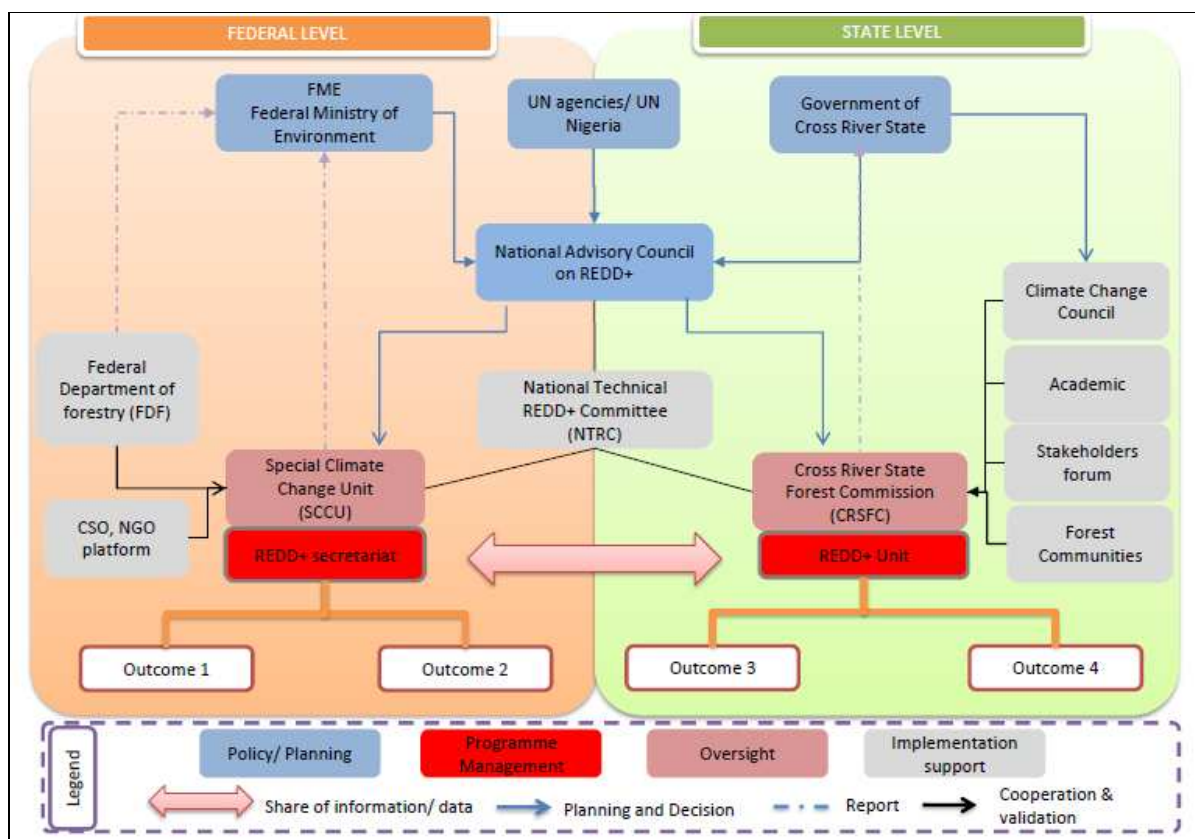 FEDERAL LEVEL
STATE LEVEL
FME
Federal Ministry of
Environment
UN agencies/ UN
Nigeria
Government of
Cross River State
National Advisory Council
on REDD+
Climate Change
Council
Federal
Department of
forestry (FDF)
National Technical
REDD+ Committee
(NTRC)
Academic
Special Climate
Change Unit
(SCCU)
Cross River State
Forest Commission
(CRSFC)
Stakeholders
forum
CSO, NGO
platform
REDD+ secretariat
REDD+ Unit
Forest
Communities
Outcome 1
Outcome 2
Outcome 3
Outcome 4
Legend
Policy/ Planning
Programme
Management
Oversight
Implementation
support
Share of information/ data
Planning and Decision
Report
Cooperation &
validation